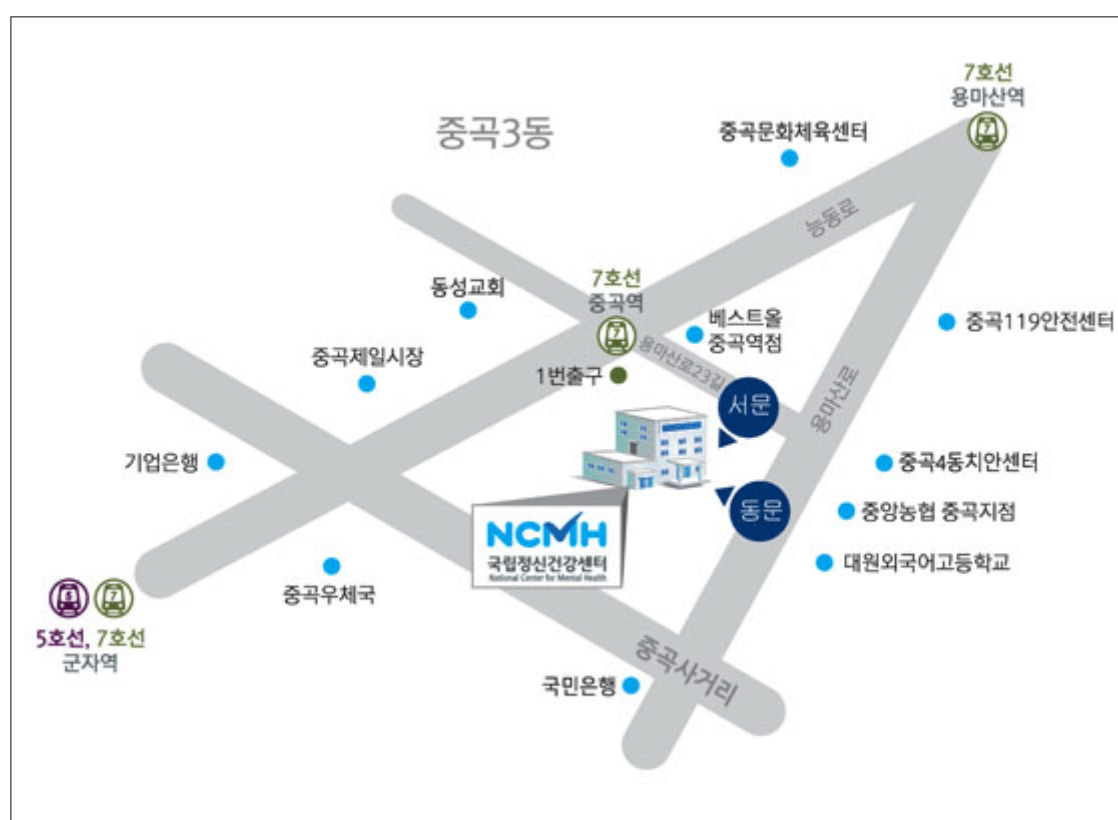 7호선
용마산역
7
중곡3동
중곡문화체육센터
능동로
7호선
중곡역
7
동성교회
베스트올
중곡역점
중곡119안전센터
용마산로23길
중곡제일시장
1번출구
용마산로
서문
기업은행
중곡4동치안센터
동문
중앙농협 중곡지점
NCMH
국립정신건강센터
National Center for Mental Health
대원외국어고등학교
중곡우체국
5 7
5호선, 7호선
군자역
중곡사거리
국민은행